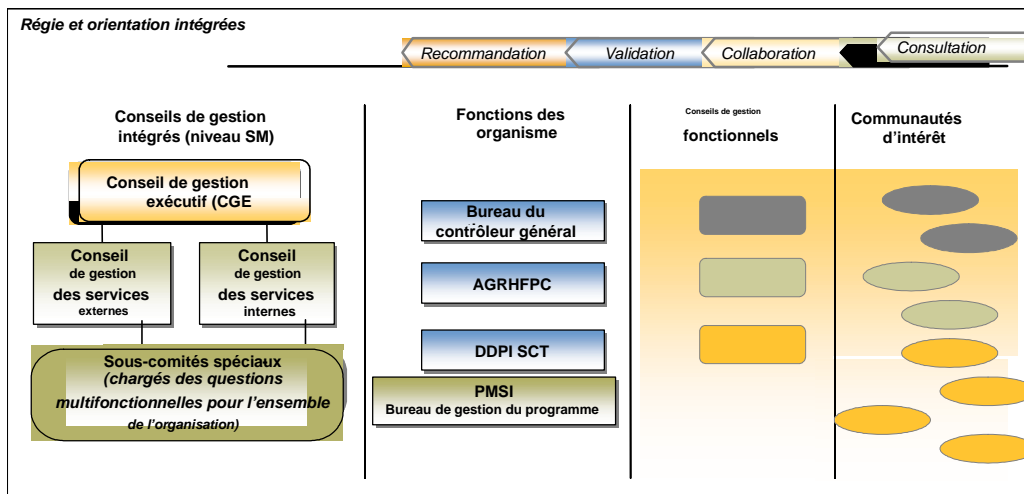 Régie et orientation intégrées
Recommandation
Validation
Collaboration
Consultation
Conseils de gestion
intégrés (niveau SM)
Conseil de gestion
exécutif (CGE
Conseil
de gestion
des services
externes
Conseil
de gestion
des services
internes
Sous-comités spéciaux
(chargés des questions
multifonctionnelles pour l'ensemble
de l'organisation)
Fonctions des
organisme
Bureau du
contrôleur général
AGRHFPC
DDPI SCT
PMSI
Bureau de gestion du programme
Conseils de gestion
fonctionnels
Communautés
d'intérêt